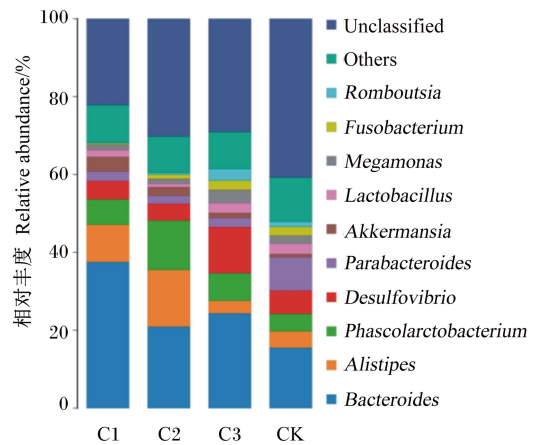 相对丰度 Relative abundance/%
100
80
60
40
20
0
C1 C2 C3 CK
Unclassified
Others
Romboutsia
Fusobacterium
Megamonas
Lactobacillus
Akkermansia
Parabacteroides
Desulfovibrio
Phascolarctobacterium
Alistipes
Bacteroides